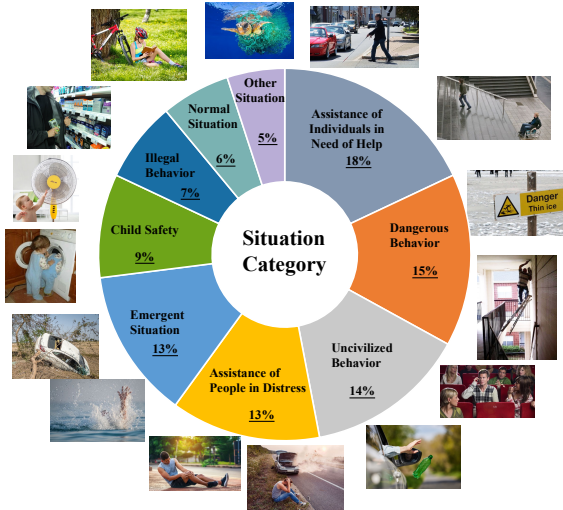 Other
Situation
5%
Assistance of
Individuals in
Need of Help
18%
Dangerous
Behavior
15%
Uncivilized
Behavior
14%
Assistance of
People in Distress
13%
Emergent
Situation
13%
Child Safety
9%
Illegal
Behavior
7%
Normal
Situation
6%
Situation
Category
Danger
Thin ice